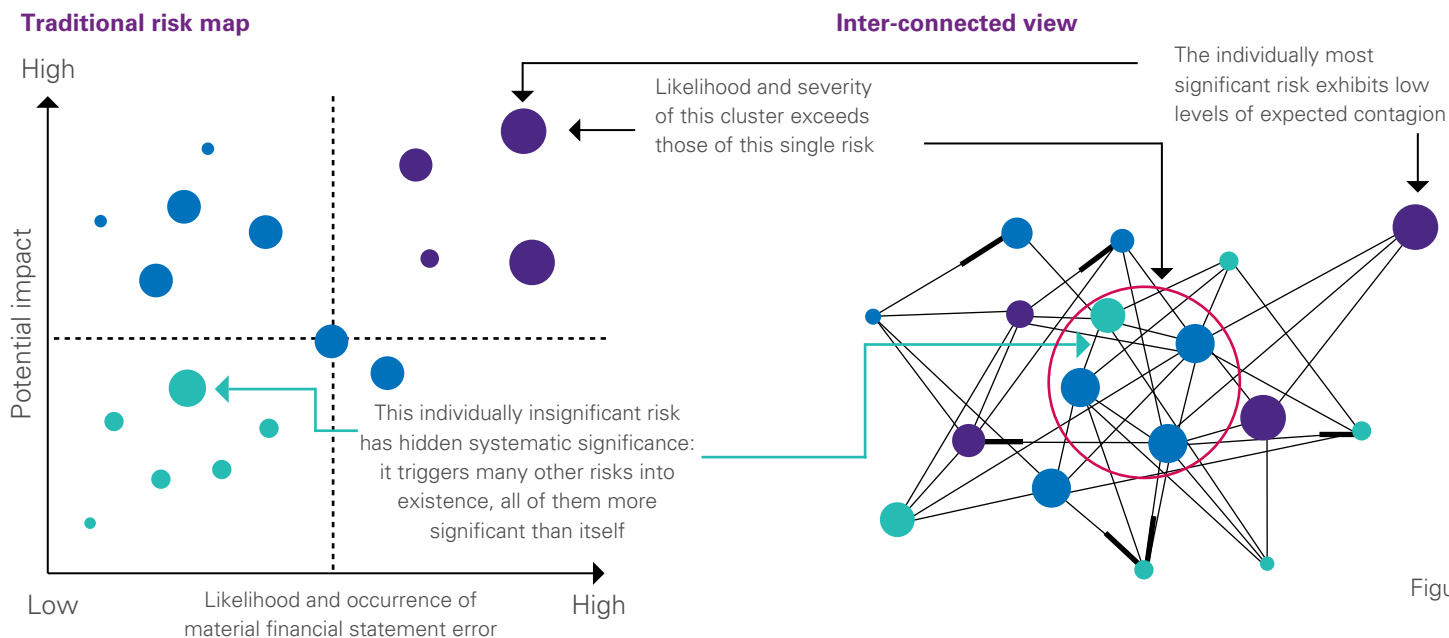 Traditional risk map
Inter-connected view
High
Likelihood and severity
of this cluster exceeds
those of this single risk
The individually most
significant risk exhibits low
levels of expected contagion
Potential impact
This individually insignificant risk
has hidden systematic significance:
it triggers many other risks into
existence, all of them more
significant than itself
Low
Likelihood and occurrence of
material financial statement error
High